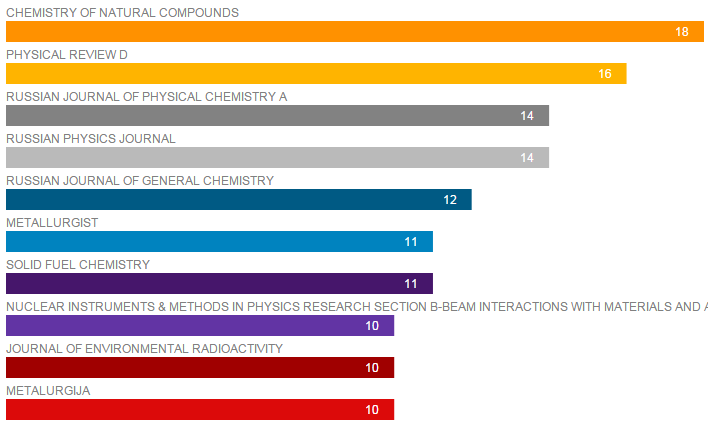 CHEMISTRY OF NATURAL COMPOUNDS
18
PHYSICAL REVIEW D
16
RUSSIAN JOURNAL OF PHYSICAL CHEMISTRY A
14
RUSSIAN PHYSICS JOURNAL
14
RUSSIAN JOURNAL OF GENERAL CHEMISTRY
12
METALLURGIST
11
SOLID FUEL CHEMISTRY
11
NUCLEAR INSTRUMENTS & METHODS IN PHYSICS RESEARCH SECTION B-BEAM INTERACTIONS WITH MATERIALS AND A
10
JOURNAL OF ENVIRONMENTAL RADIOACTIVITY
10
METALURGIJA
10